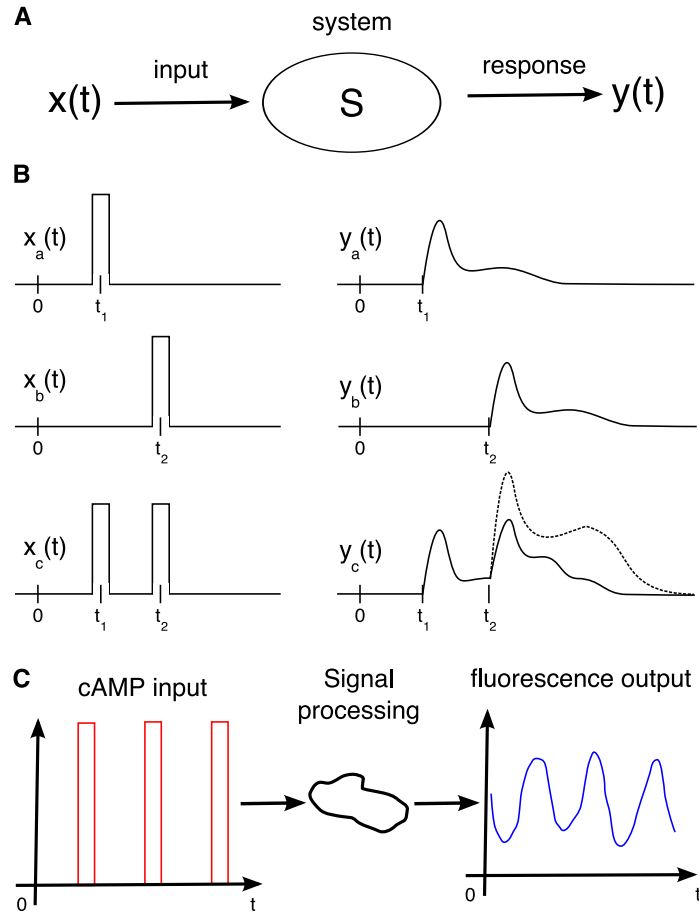 A
system
input
response
x(t)
S
y(t)
B
x_a(t)
0
t_1
y_a(t)
0
t_1
x_b(t)
0
t_2
y_b(t)
0
t_2
x_c(t)
0
t_1
t_2
y_c(t)
0
t_1
t_2
C
cAMP input
Signal
processing
fluorescence output
0
t
0
t